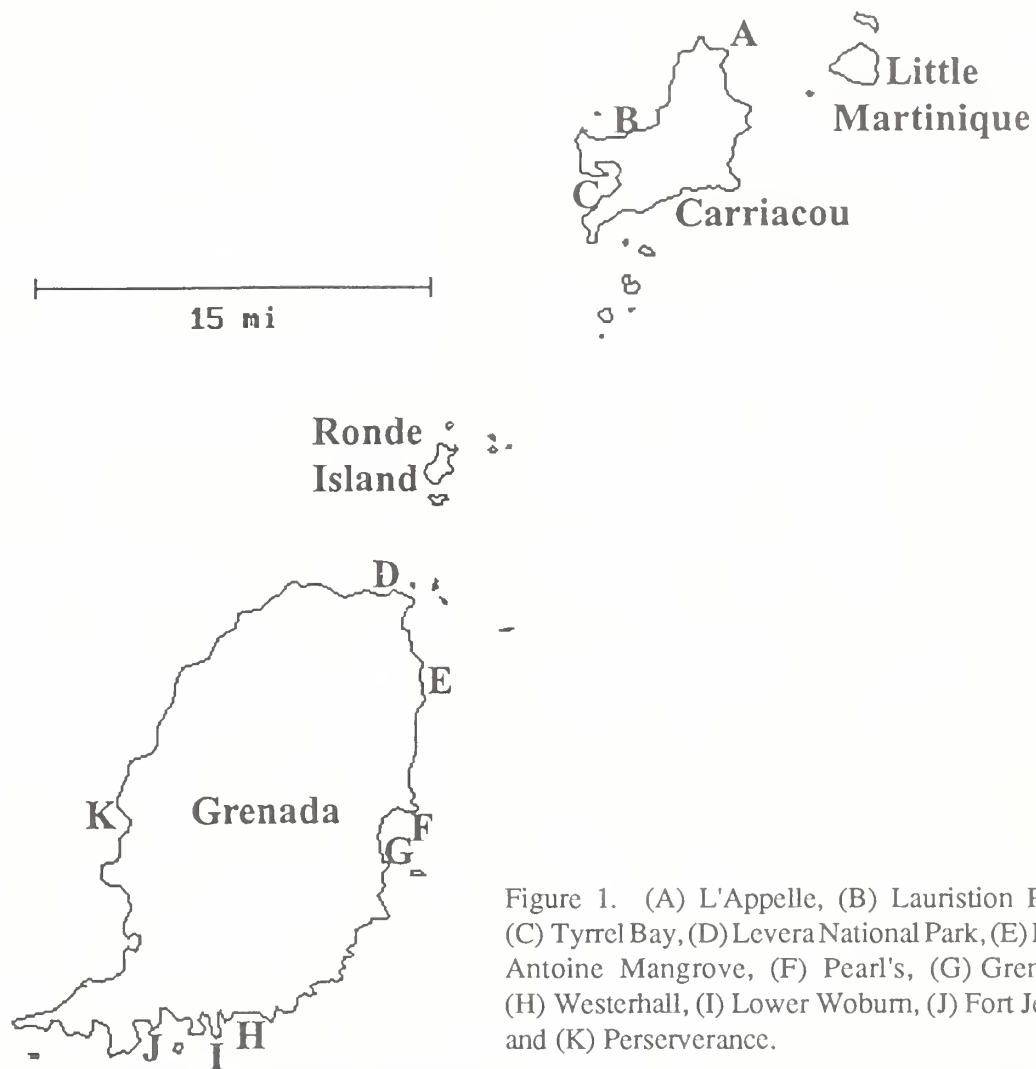 A
Little
Martinique
B
C
Carriacou
15 mi
Ronde
Island
D
E
K
Grenada
F
G
Figure 1. (A) L'Appelle, (B) Lauristion
(C) Tyrrel Bay, (D) Levera National Park, (E)
Antoine Mangrove, (F) Pearl's, (G)
(H) Westerhall, (I) Lower Woburn, (J) Fort
and (K) Perserverance.
H
J
I